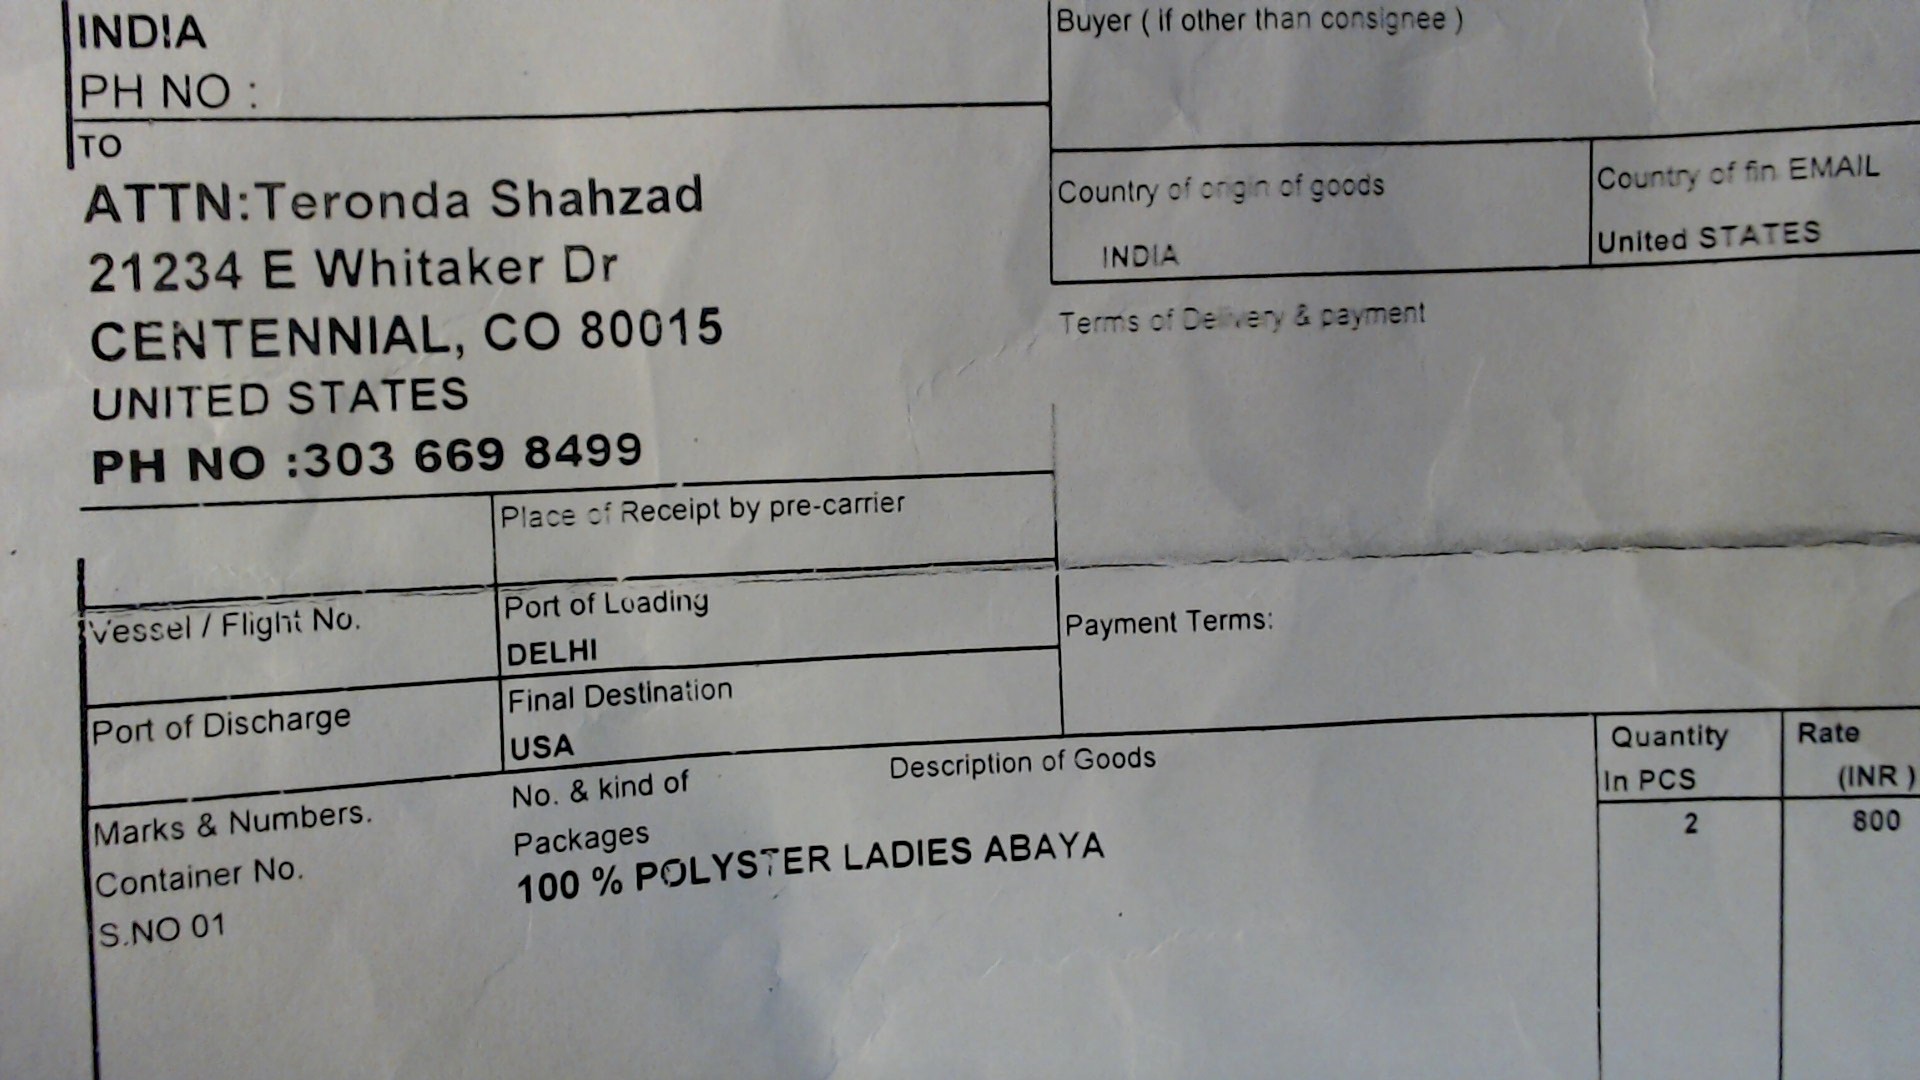 INDIA
PH NO :
Buyer ( if other than consignee )
TO
ATTN:Teronda Shahzad
21234 E Whitaker Dr
CENTENNIAL, CO 80015
UNITED STATES
PH NO :303 669 8499
Country of origin of goods
INDIA
Country of fin EMAIL
United STATES
Terms of Delivery & payment
Place of Receipt by pre-carrier
Vessel / Flight No.
Port of Loading
DELHI
Payment Terms:
Port of Discharge
Final Destination
USA
Marks & Numbers.
Container No.
S.NO 01
No. & kind of
Packages
Description of Goods
100 % POLYSTER LADIES ABAYA
Quantity
In PCS
2
Rate
(INR )
800